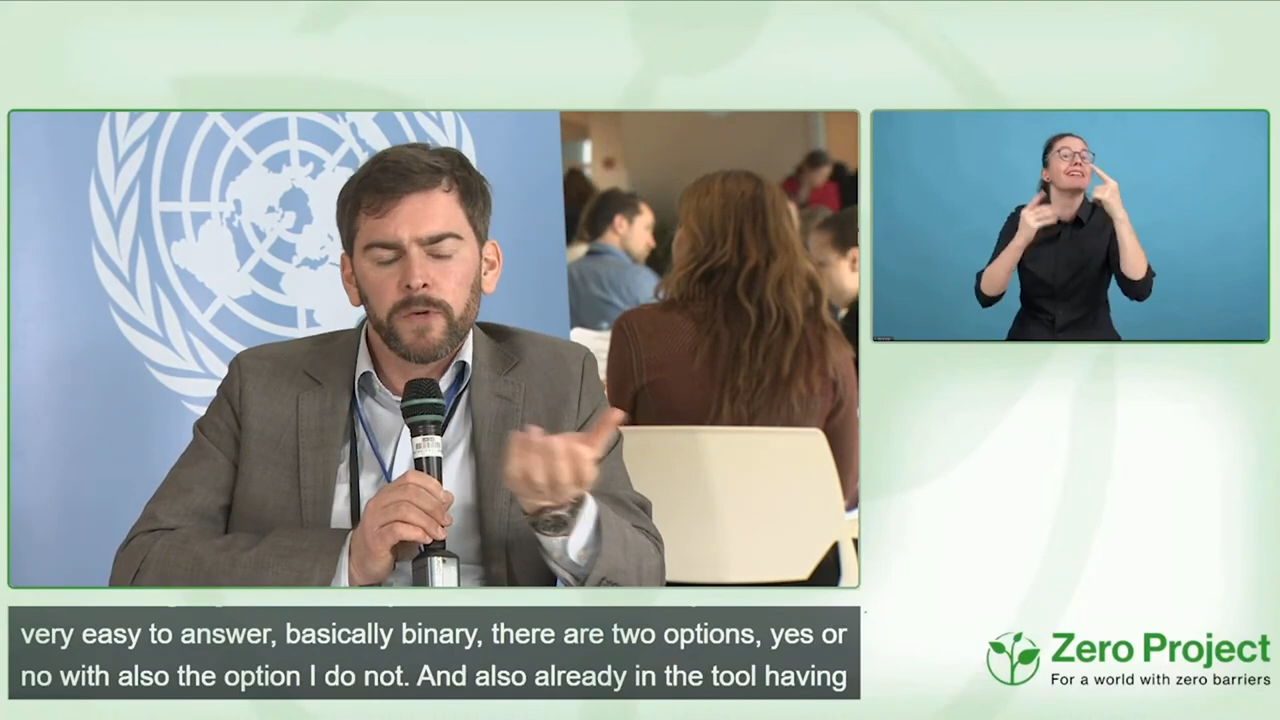 very easy to answer, basically binary, there are two options, yes or
no with also the option I do not. And also already in the tool having
Zero Project
For a world with zero barriers